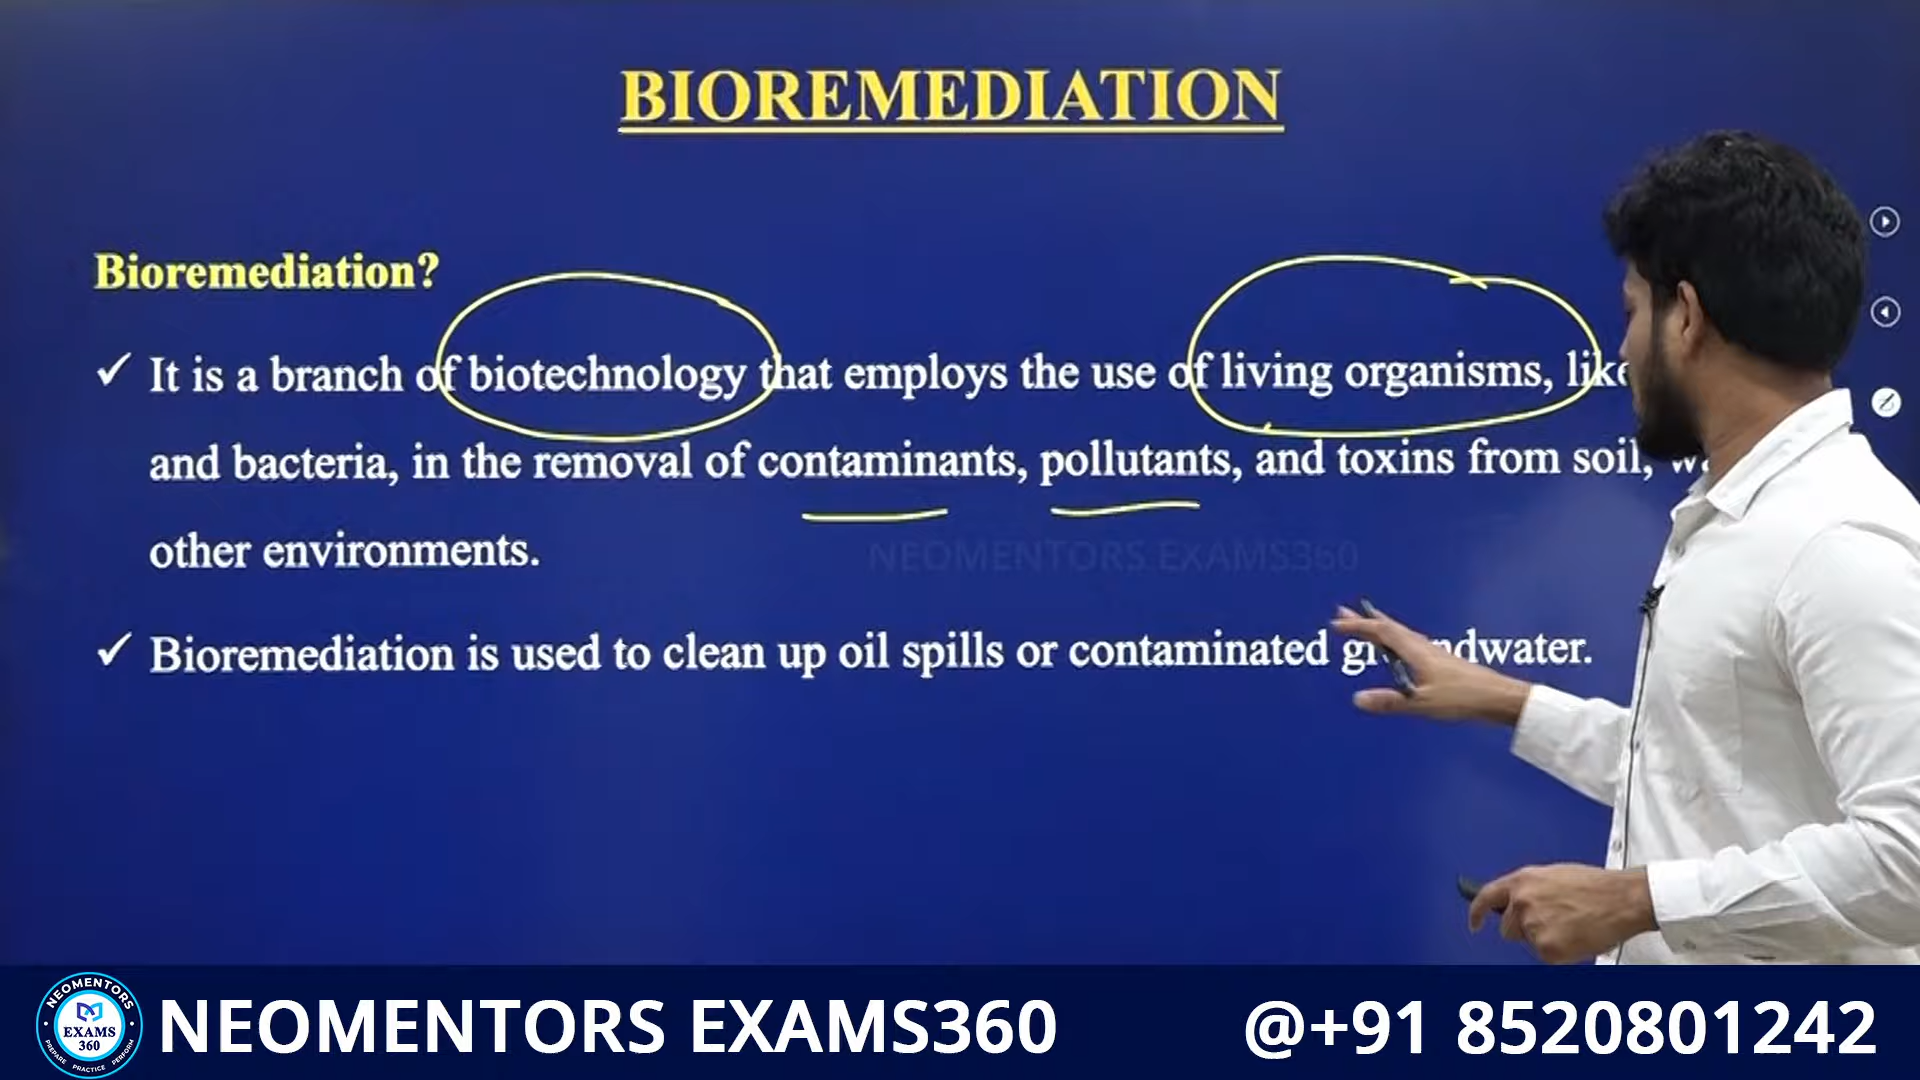 BIOREMEDIATION
Bioremediation?
✓ It is a branch of biotechnology that employs the use of living organisms, like
and bacteria, in the removal of contaminants, pollutants, and toxins from soil,
other environments.
NEOMENTORS EXAMS360
✓ Bioremediation is used to clean up oil spills or contaminated groundwater.
NEOMENTORS
EXAMS
360
PREPARE PRACTICE PERFORM
NEOMENTORS EXAMS360
@+91 8520801242